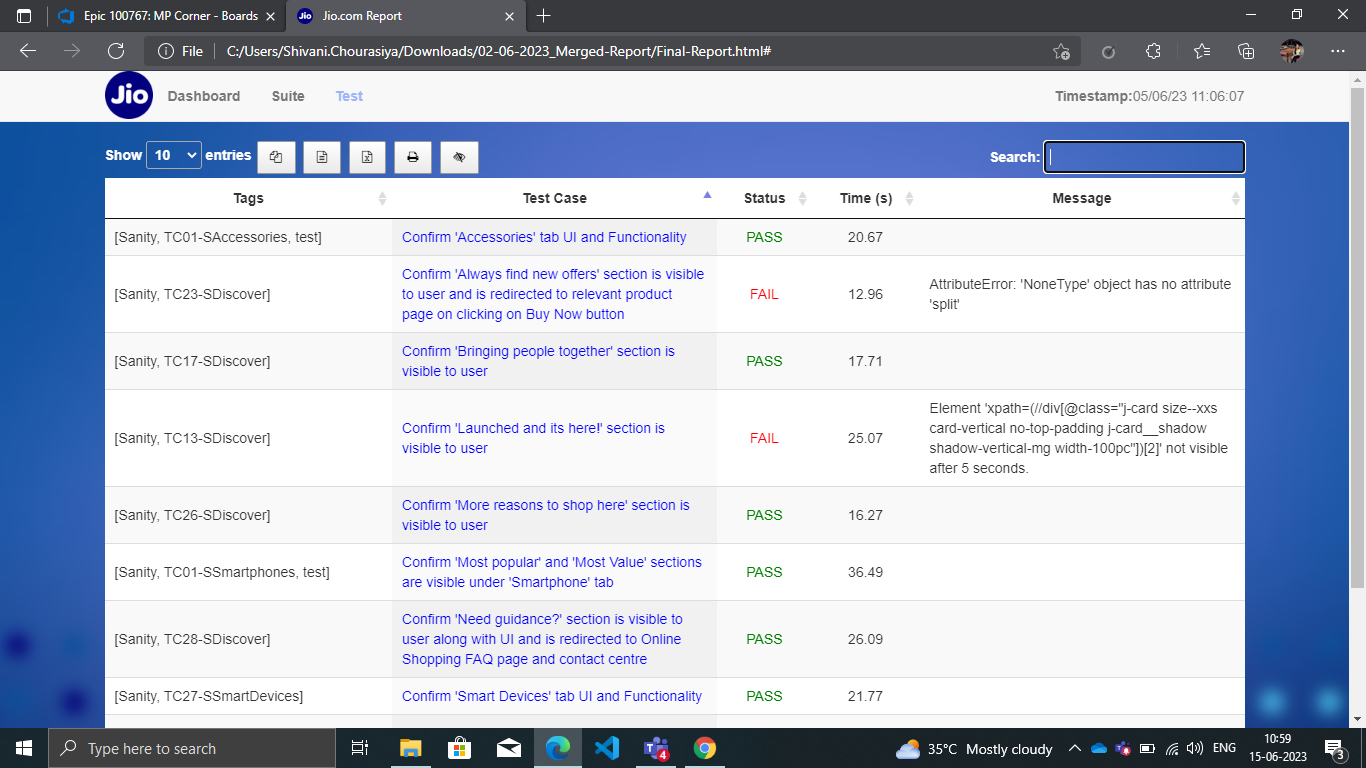 Epic 100767: MP Corner - Boards
Jio.com Report
File
C:/Users/Shivani.Chourasiya/Downloads/02-06-2023_Merged-Report/Final-Report.html#
Jio Dashboard Suite Test Timestamp:05/06/23 11:06:07
Show 10 entries Search:
Tags Test Case Status Time (s) Message
[Sanity, TC01-SAccessories, test] Confirm 'Accessories' tab UI and Functionality PASS 20.67
[Sanity, TC23-SDiscover]
Confirm 'Always find new offers' section is visible
to user and is redirected to relevant product
page on clicking on Buy Now button
FAIL 12.96
AttributeError: 'NoneType' object has no attribute
'split'
[Sanity, TC17-SDiscover]
Confirm 'Bringing people together' section is
visible to user
PASS 17.71
[Sanity, TC13-SDiscover]
Confirm 'Launched and its here!' section is
visible to user
FAIL 25.07
Element 'xpath=(//div[@class="j-card size--xxs
card-vertical no-top-padding j-card__shadow
shadow-vertical-mg width-100pc"])[2]' not visible
after 5 seconds.
[Sanity, TC26-SDiscover]
Confirm 'More reasons to shop here' section is
visible to user
PASS 16.27
[Sanity, TC01-SSmartphones, test]
Confirm 'Most popular' and 'Most Value' sections
are visible under 'Smartphone' tab
PASS 36.49
[Sanity, TC28-SDiscover]
Confirm 'Need guidance?' section is visible to
user along with UI and is redirected to Online
Shopping FAQ page and contact centre
PASS 26.09
[Sanity, TC27-SSmartDevices] Confirm 'Smart Devices' tab UI and Functionality PASS 21.77
Type here to search
4
35°C Mostly cloudy
ENG
10:59
15-06-2023
3